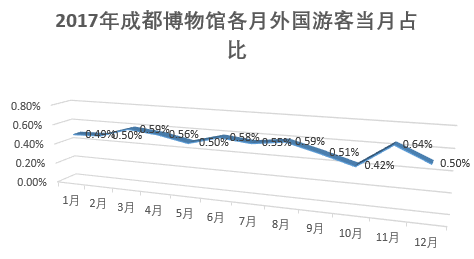 2017年成都博物馆各月外国游客当月占
比
0.80%
0.60%
0.40%
0.20%
0.00%
0.49%
0.50%
0.59%
0.56%
0.50%
0.58%
0.55%
0.59%
0.51%
0.42%
0.64%
0.50%
1月
2月
3月
4月
5月
6月
7月
8月
9月
10月
11月
12月